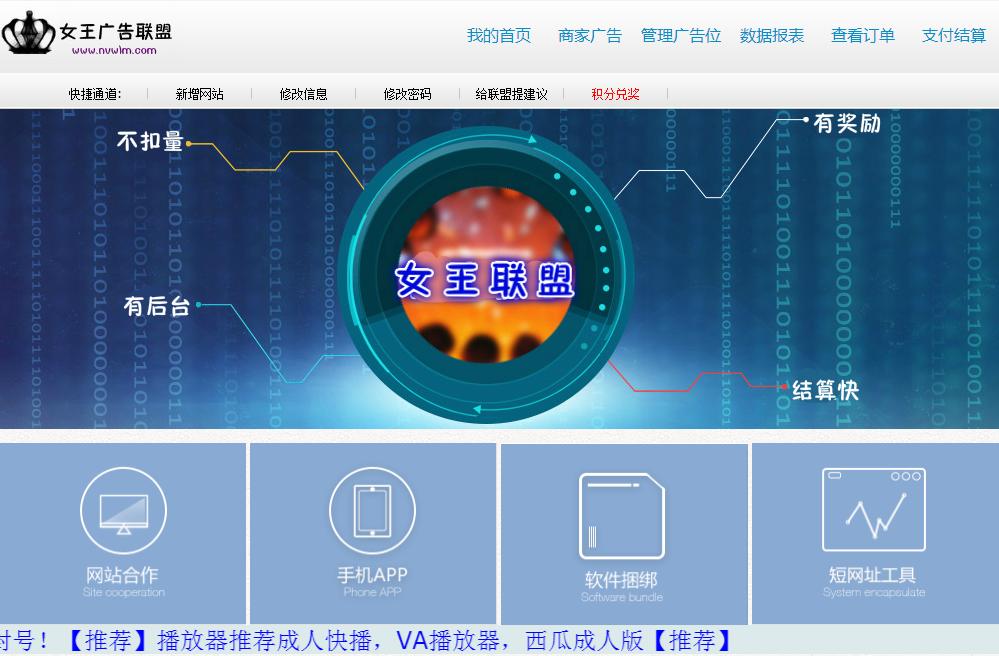 女王广告联盟
www.nvwlm.com
我的首页 商家广告 管理广告位 数据报表 查看订单 支付结算
快捷通道: 新增网站 修改信息 修改密码 给联盟提建议 积分兑奖
不扣量
有奖励
女王联盟
有后台
结算快
网站合作
Site cooperation
手机APP
Phone APP
软件捆绑
Software bundle
短网址工具
System encapsulate
封号！【推荐】播放器推荐成人快播，VA播放器，西瓜成人版【推荐】